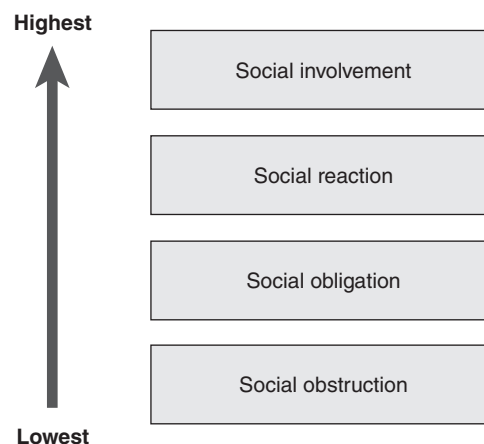 Highest
Social involvement
Social reaction
Social obligation
Social obstruction
Lowest